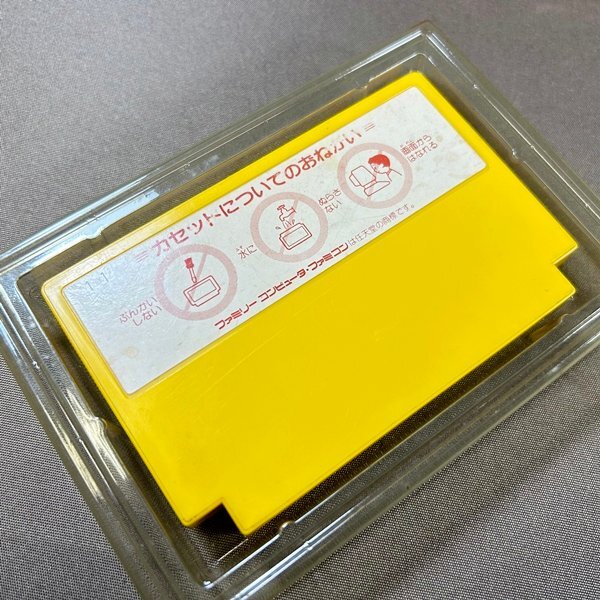 カセットについてのおねがい
ぶんかい
しない
水に
ぬらさ
ない
画面から
はなれる
ファミリー コンピュータ・ファミコンは任天堂の商標です。